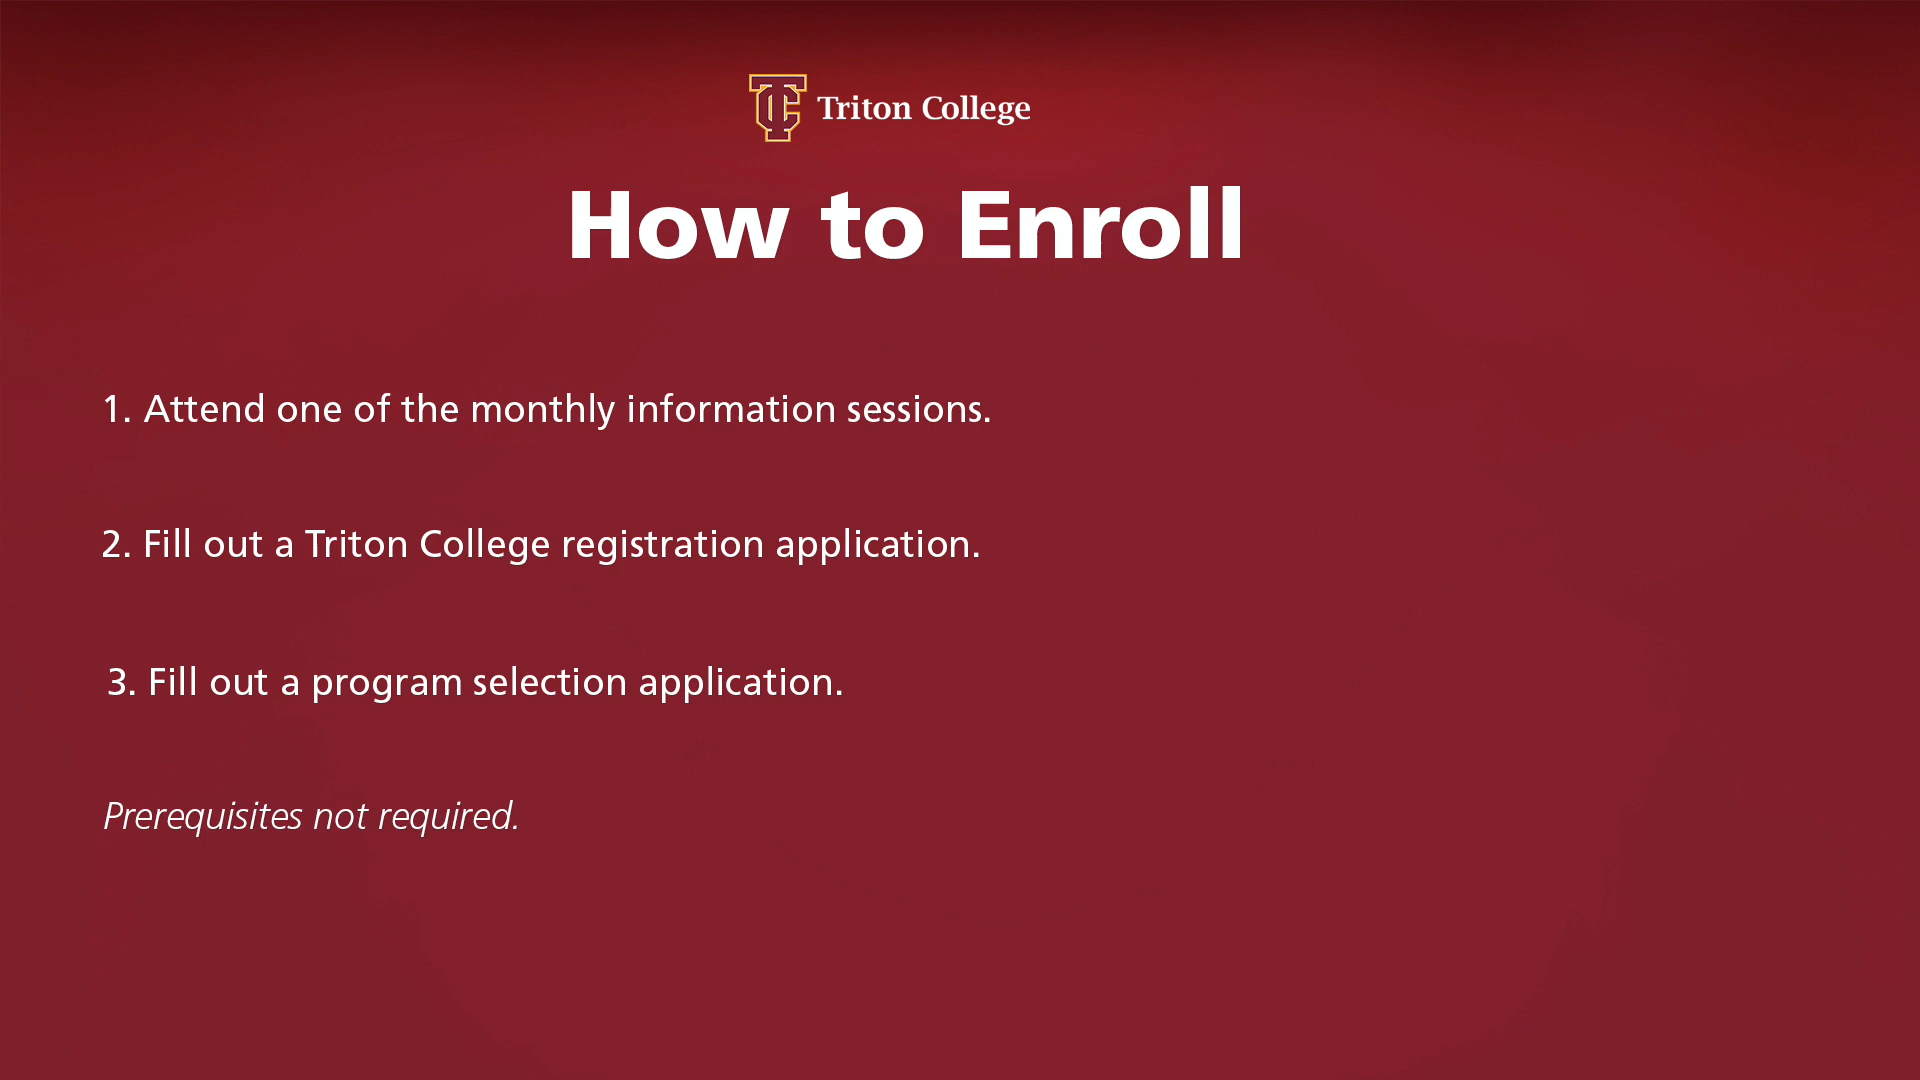 TC Triton College
How to Enroll
1. Attend one of the monthly information sessions.
2. Fill out a Triton College registration application.
3. Fill out a program selection application.
Prerequisites not required.